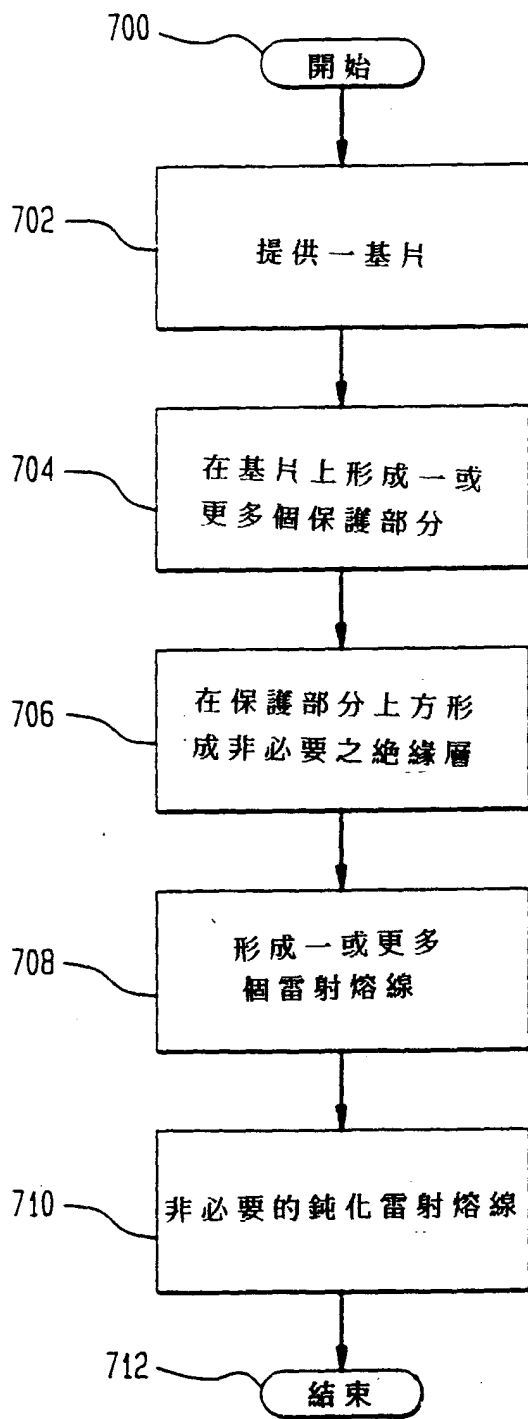 700
開始
702
提供一基片
704
在基片上形成一或
更多個保護部分
706
在保護部分上方形
成非必要之絕緣層
708
形成一或更多
個雷射熔線
710
非必要的鈍化雷射熔線
712
結束